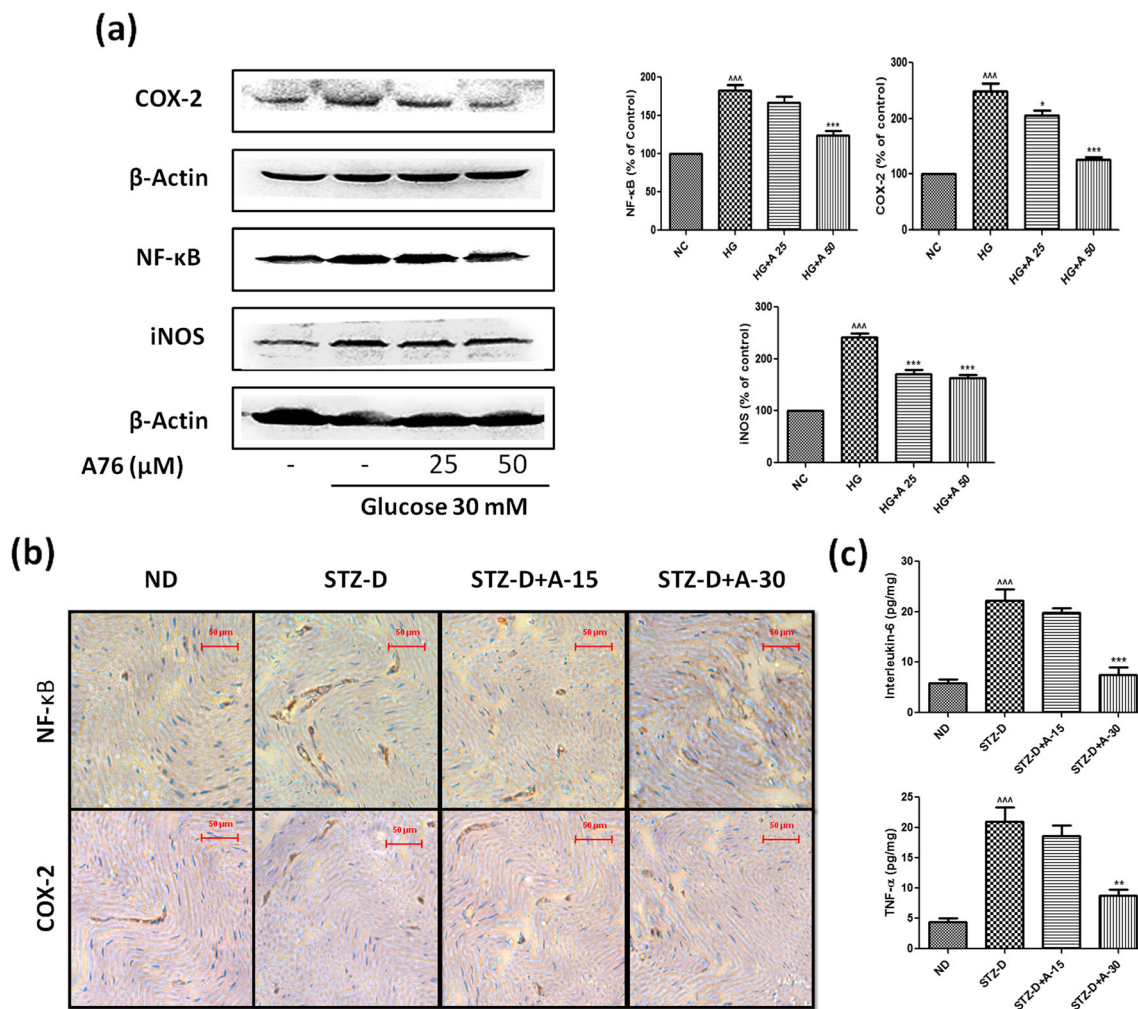 (a)
COX-2
β-Actin
NF-κB
iNOS
β-Actin
A76 (μM)
- - 25 50
Glucose 30 mM
NF-κB (% of Control)
200
150
100
50
0
^^^
***
NC
HG
HG+A 25
HG+A 50
COX-2 (% of control)
300
200
100
0
^^^
*
***
NC
HG
HG+A 25
HG+A 50
iNOS (% of control)
300
200
100
0
^^^
***
***
NC
HG
HG+A 25
HG+A 50
(b)
ND STZ-D STZ-D+A-15 STZ-D+A-30
NF-κB
50 μm 50 μm 50 μm 50 μm
COX-2
50 μm 50 μm 50 μm 50 μm
(c)
Interleukin-6 (pg/mg)
30
20
10
0
^^^
***
ND
STZ-D
STZ-D+A-15
STZ-D+A-30
TNF-α (pg/mg)
25
20
15
10
5
0
^^^
**
ND
STZ-D
STZ-D+A-15
STZ-D+A-30